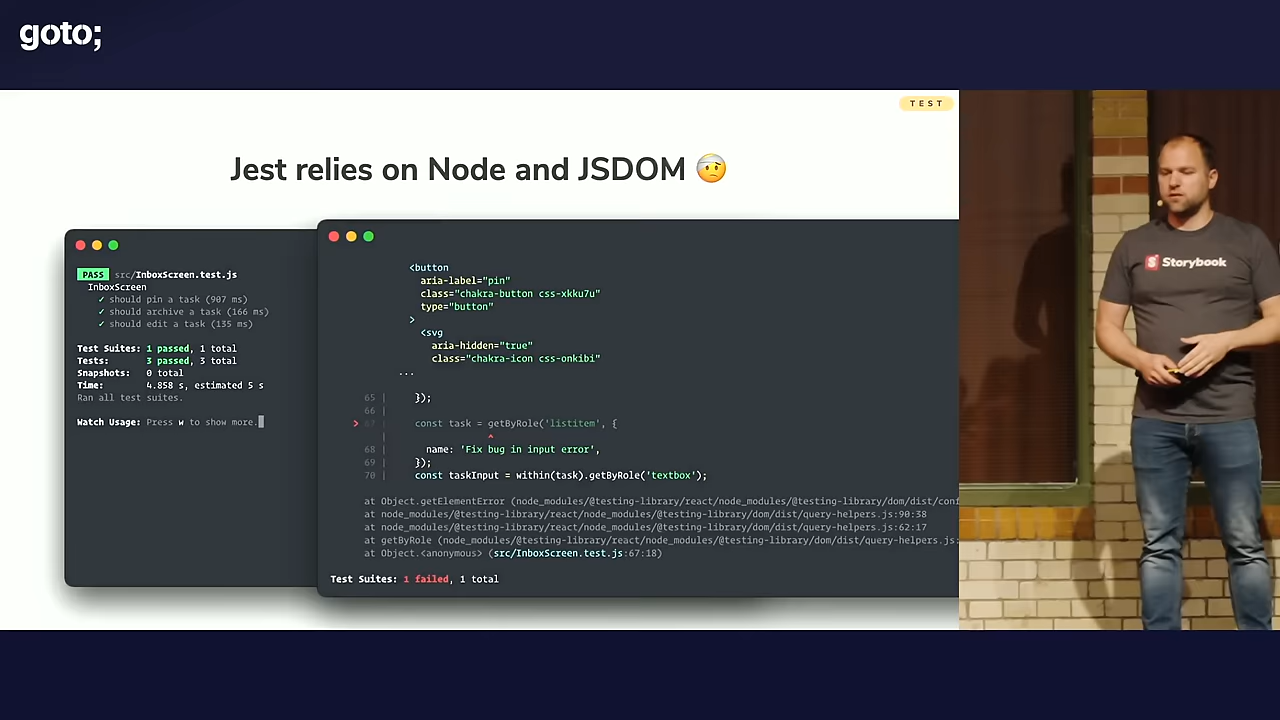 goto;
TEST
Jest relies on Node and JSDOM
PASS src/InboxScreen.test.js
InboxScreen
✓ should pin a task (907 ms)
✓ should archive a task (166 ms)
✓ should edit a task (135 ms)
Test Suites: 1 passed, 1 total
Tests: 3 passed, 3 total
Snapshots: 0 total
Time: 4.858 s, estimated 5 s
Ran all test suites.
Watch Usage: Press w to show more.
<button
aria-label="pin"
class="chakra-button css-xkku7u"
type="button"
>
<svg
aria-hidden="true"
class="chakra-icon css-onkibi"
...
65 | });
66 |
> 67 | const task = getByRole('listitem', {
| ^
68 | name: 'Fix bug in input error',
69 | });
70 | const taskInput = within(task).getByRole('textbox');
at Object.getElementError (node_modules/@testing-library/react/node_modules/@testing-library/dom/dist/conf
at node_modules/@testing-library/react/node_modules/@testing-library/dom/dist/query-helpers.js:90:38
at node_modules/@testing-library/react/node_modules/@testing-library/dom/dist/query-helpers.js:62:17
at getByRole (node_modules/@testing-library/react/node_modules/@testing-library/dom/dist/query-helpers.js:
at Object.<anonymous> (src/InboxScreen.test.js:67:18)
Test Suites: 1 failed, 1 total
S Storybook